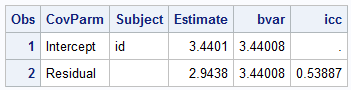 Obs CovParm Subject Estimate bvar icc
1 Intercept id 3.4401 3.44008 .
2 Residual 2.9438 3.44008 0.53887